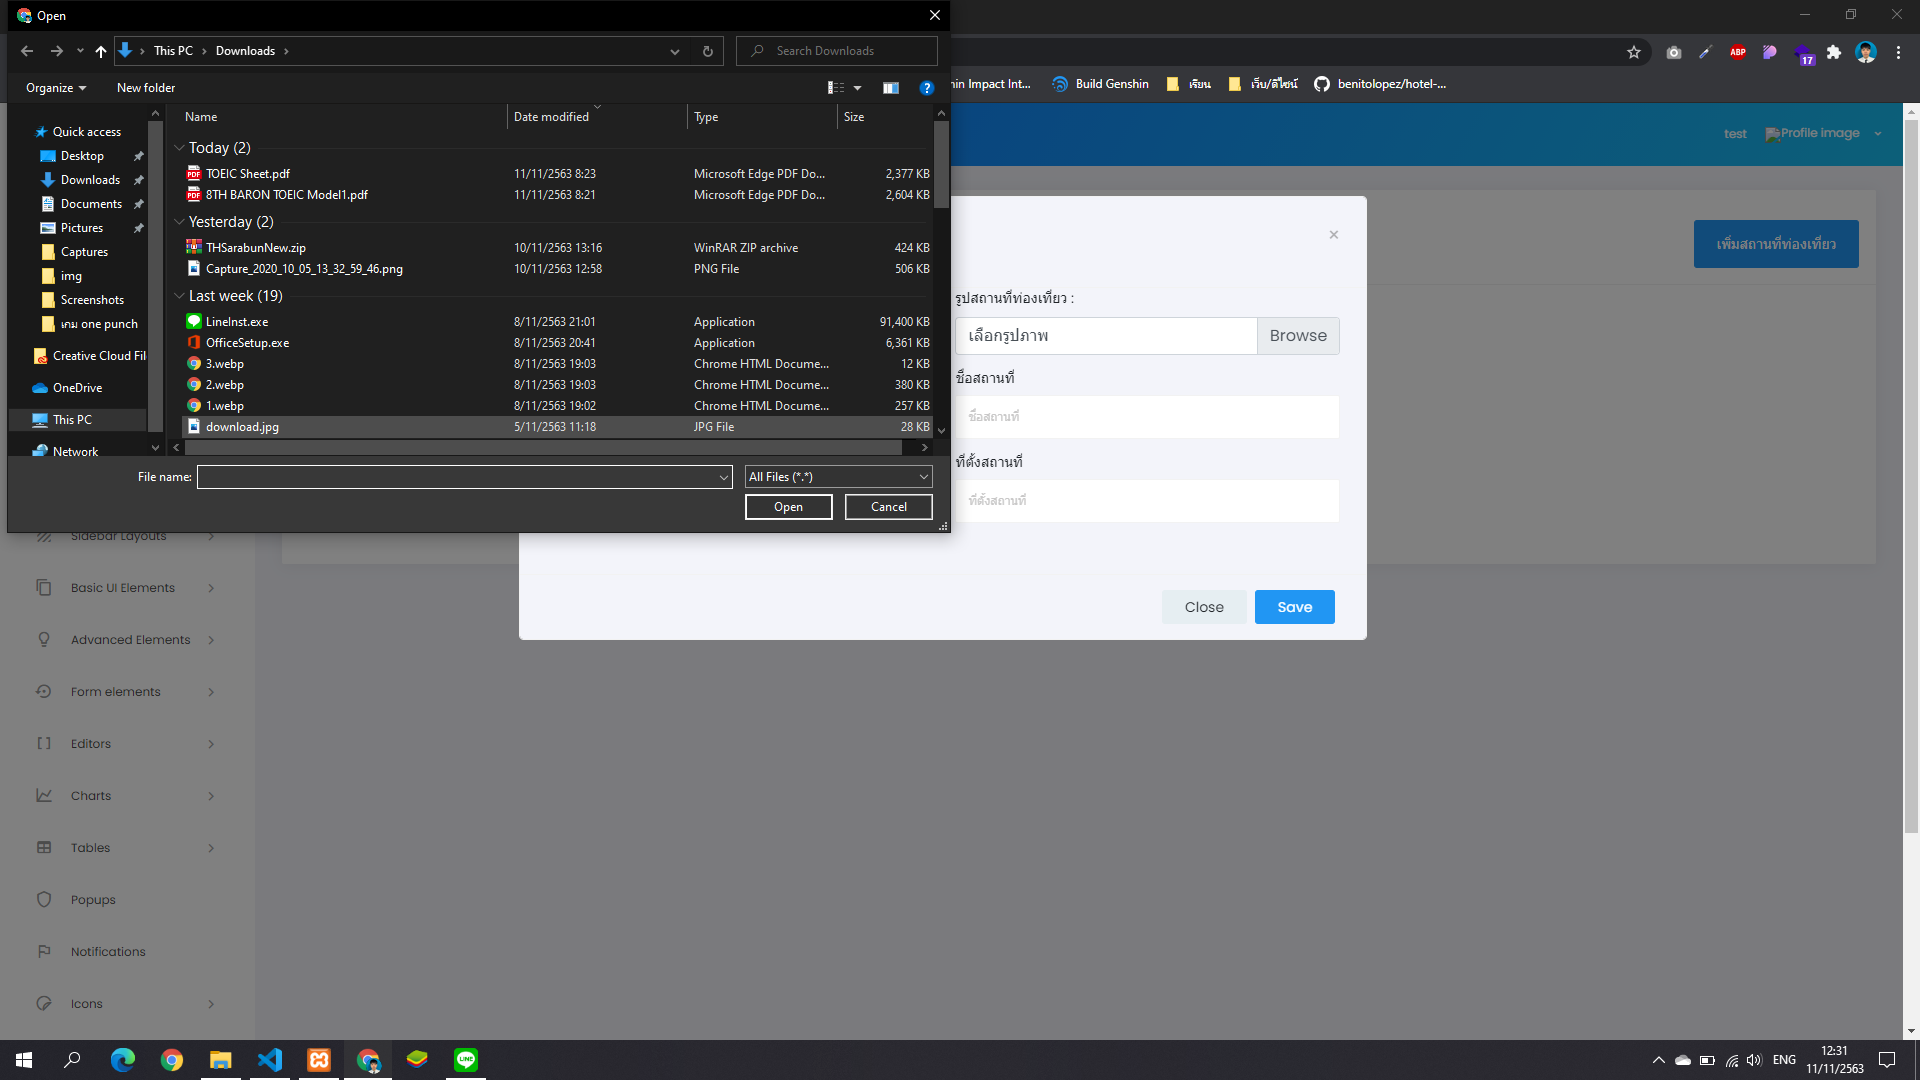 Open
This PC
Downloads
Search Downloads
Organize
New folder
17
nin Impact Int...
Build Genshin
เรียน
เว็บ/ดีไซน์
benitolopez/hotel-...
Name
Date modified
Type
Size
Quick access
Desktop
Downloads
Documents
Pictures
Captures
img
Screenshots
เกม one punch
Creative Cloud Fil
OneDrive
This PC
Network
Today (2)
TOEIC Sheet.pdf 11/11/2563 8:23 Microsoft Edge PDF Do... 2,377 KB
8TH BARON TOEIC Model1.pdf 11/11/2563 8:21 Microsoft Edge PDF Do... 2,604 KB
Yesterday (2)
THSarabunNew.zip 10/11/2563 13:16 WinRAR ZIP archive 424 KB
Capture_2020_10_05_13_32_59_46.png 10/11/2563 12:58 PNG File 506 KB
Last week (19)
LineInst.exe 8/11/2563 21:01 Application 91,400 KB
OfficeSetup.exe 8/11/2563 20:41 Application 6,361 KB
3.webp 8/11/2563 19:03 Chrome HTML Docume... 12 KB
2.webp 8/11/2563 19:03 Chrome HTML Docume... 380 KB
1.webp 8/11/2563 19:02 Chrome HTML Docume... 257 KB
download.jpg 5/11/2563 11:18 JPG File 28 KB
File name:
All Files (*.*)
Open
Cancel
test
Profile image
เพิ่มสถานที่ท่องเที่ยว
×
รูปสถานที่ท่องเที่ยว :
เลือกรูปภาพ
Browse
ชื่อสถานที่
ชื่อสถานที่
ที่ตั้งสถานที่
ที่ตั้งสถานที่
Close
Save
Sidebar Layouts
Basic UI Elements
Advanced Elements
Form elements
Editors
Charts
Tables
Popups
Notifications
Icons
ENG
12:31
11/11/2563